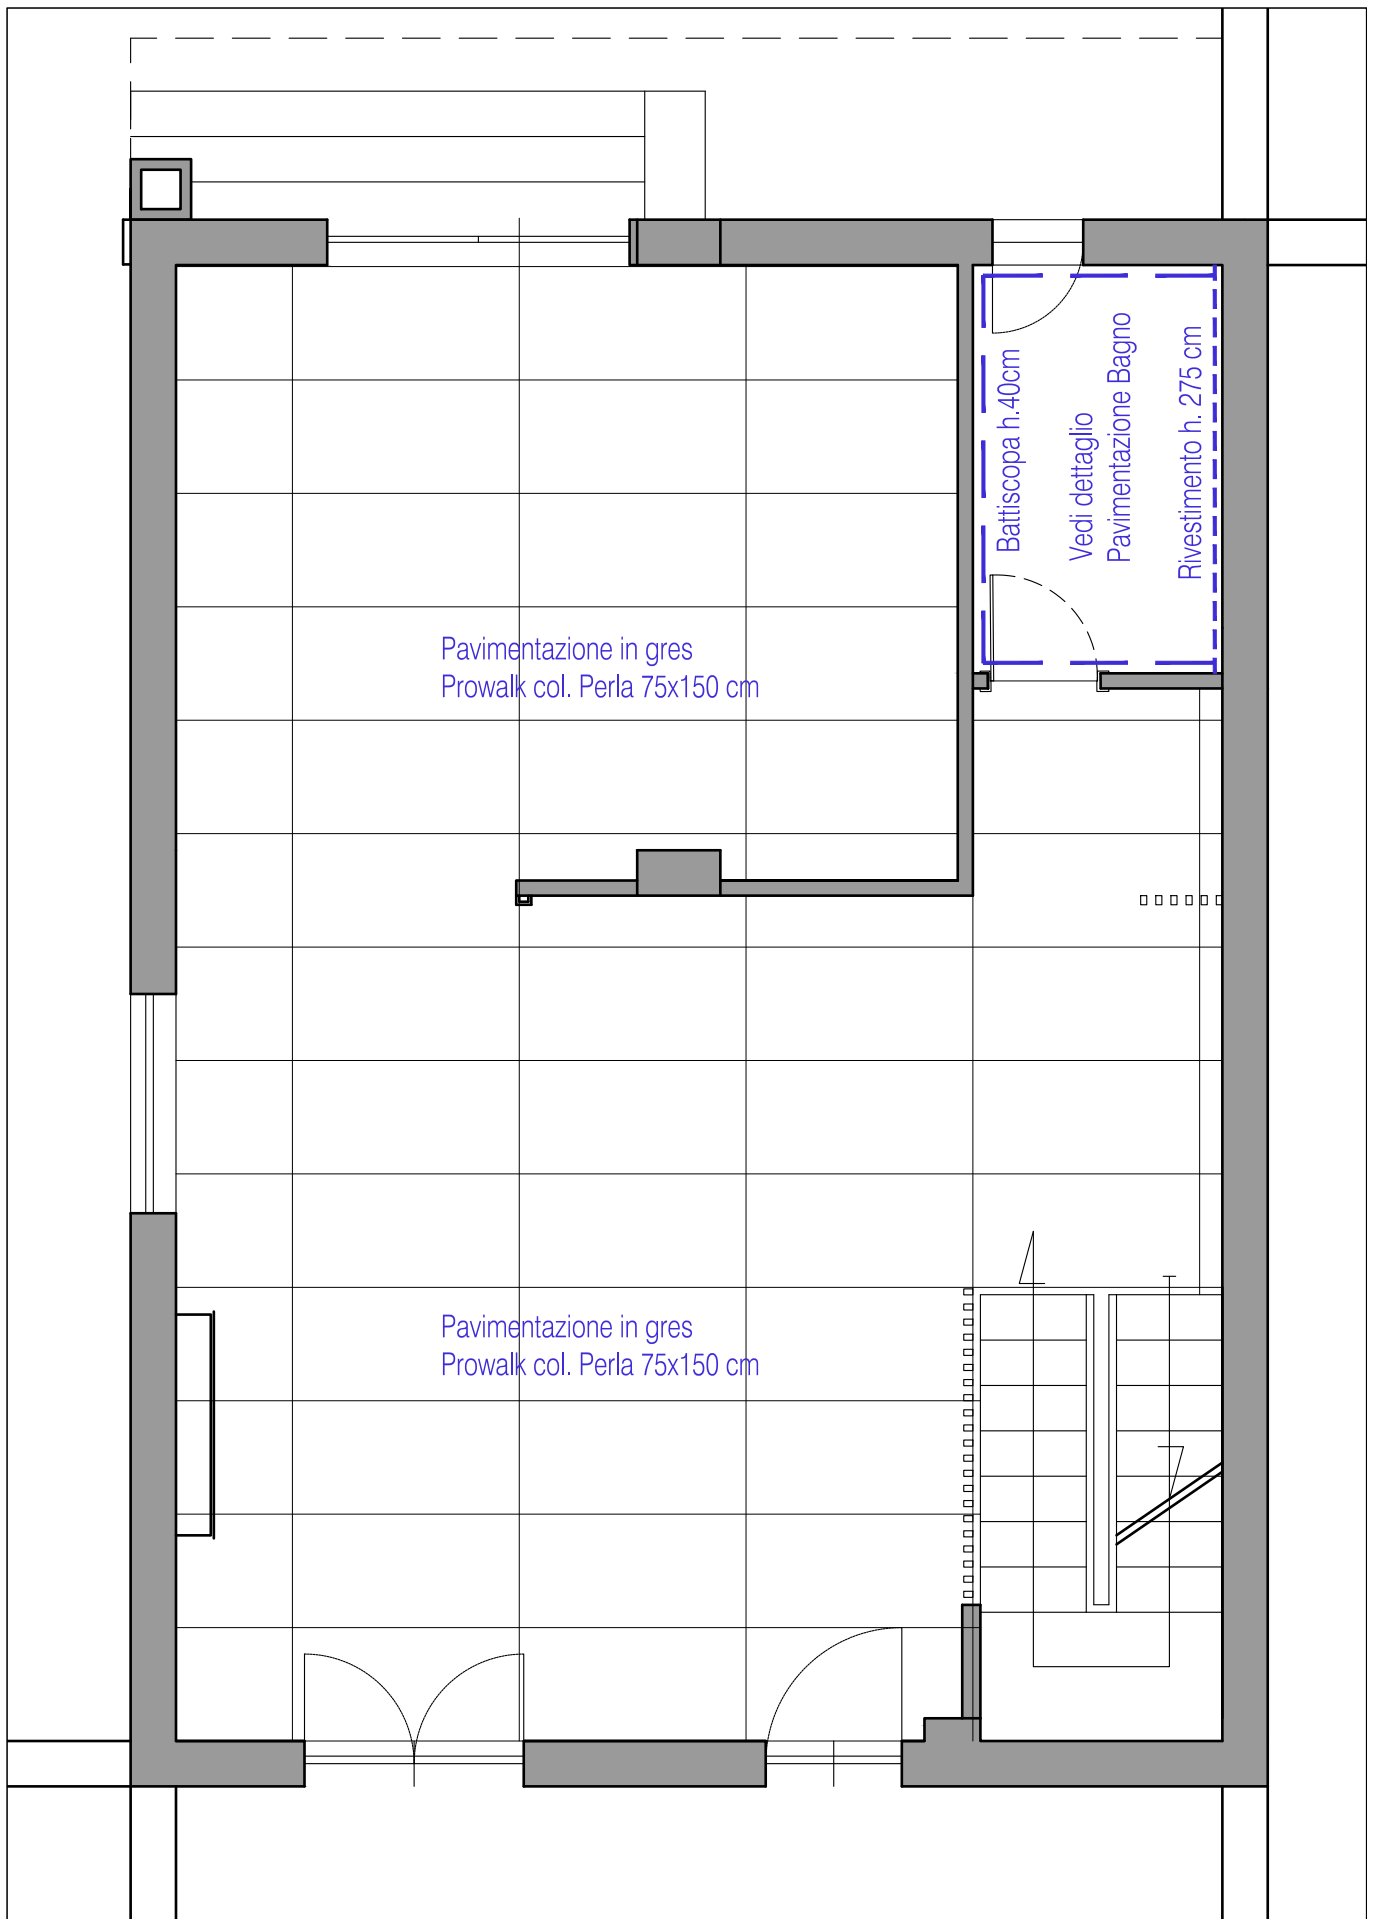 Battiscopa h.40cm
Vedi dettaglio
Pavimentazione Bagno
Rivestimento h. 275 cm
Pavimentazione in gres
Prowalk col. Perla 75x150 cm
Pavimentazione in gres
Prowalk col. Perla 75x150 cm